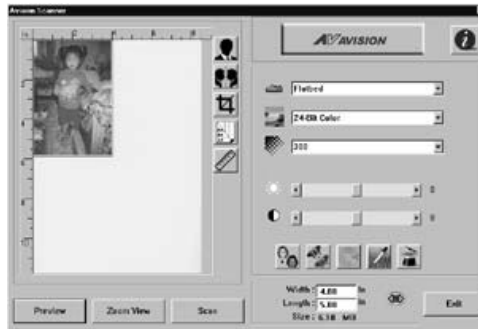 Avision Scanner
AVISION
Flatbed
24-Bit Color
300
0
0
Width: 4.00 In
Length: 5.00 In
Size: 6.18 MB
Preview
Zoom View
Scan
Exit